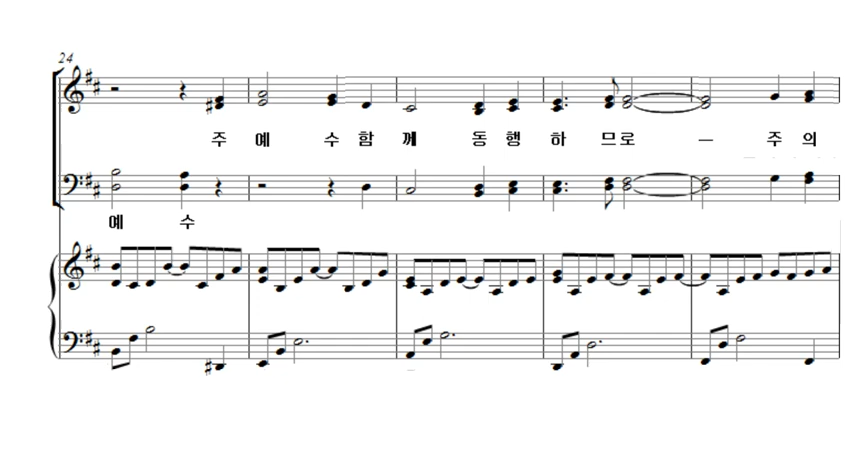 24
주 예 수 함 께 동 행 하 므로 — 주 의
예 수